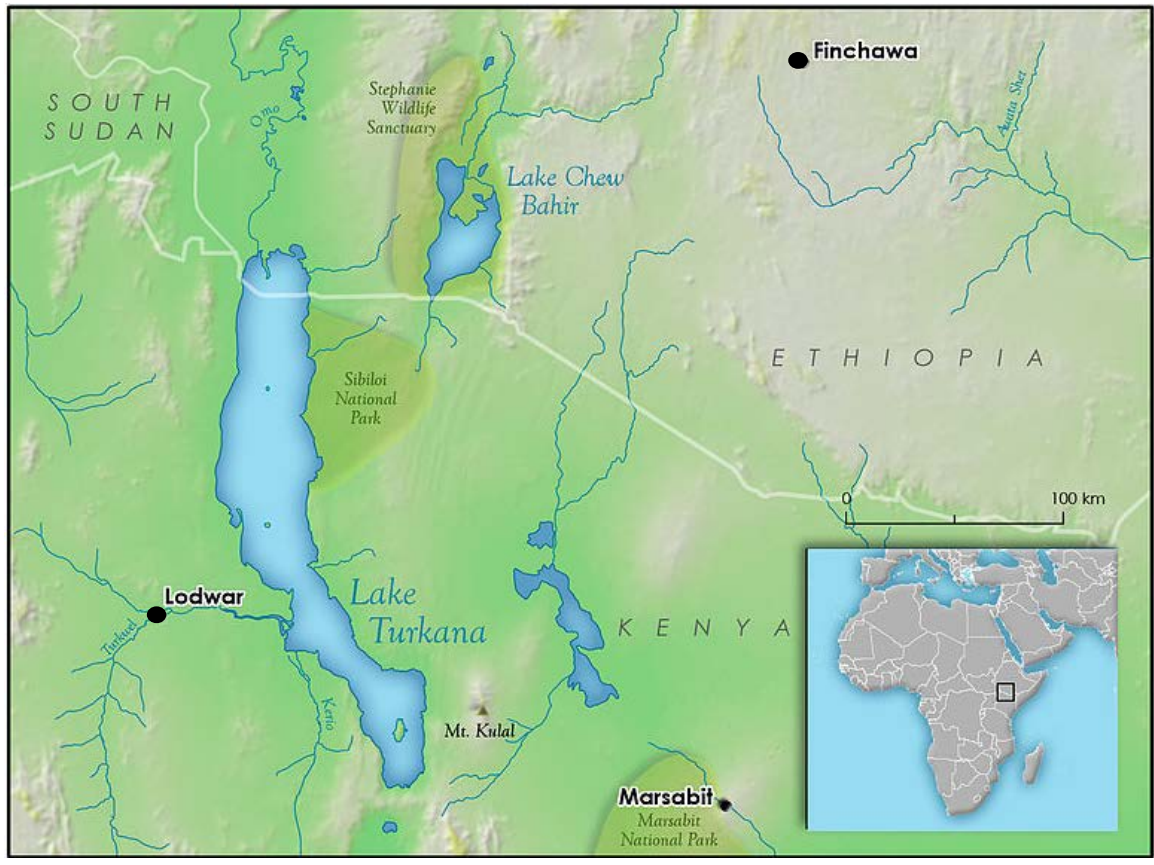 Finchawa
SOUTH
SUDAN
Stephanie
Wildlife
Sanctuary
Omo
Awata Shet
Lake Chew
Bahir
ETHIOPIA
Sibiloi
National
Park
0 100 km
Lodwar
Lake
Turkana
Turkwel
KENYA
Kerio
Mt. Kulal
Marsabit
Marsabit
National Park